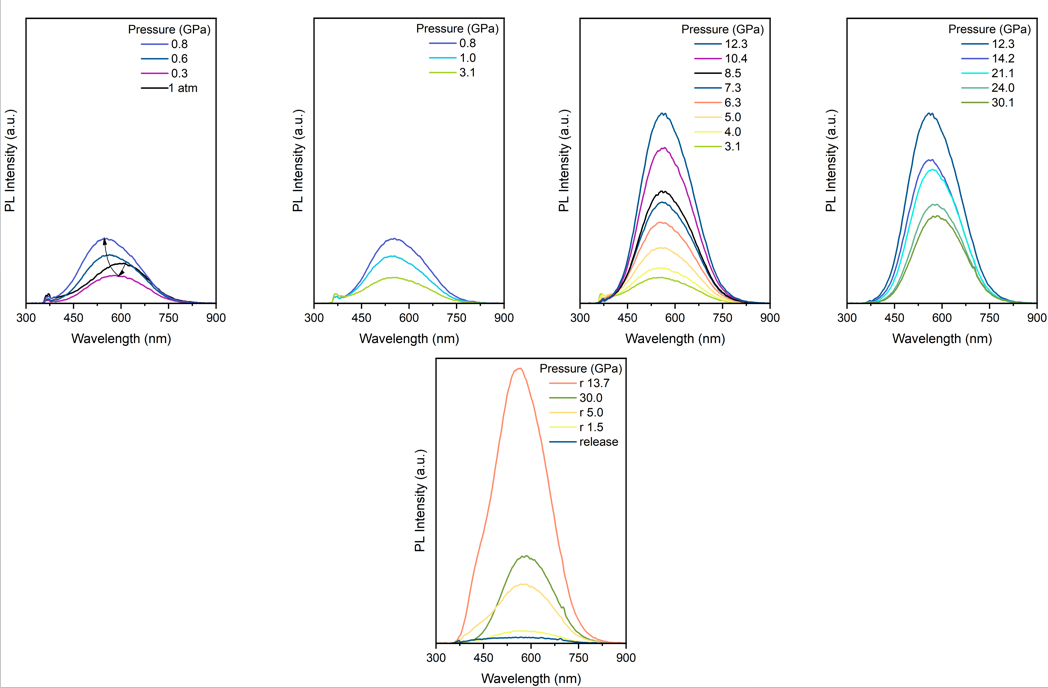 Pressure (GPa)
0.8
0.6
0.3
1 atm
PL Intensity (a.u.)
300 450 600 750 900
Wavelength (nm)
Pressure (GPa)
0.8
1.0
3.1
PL Intensity (a.u.)
300 450 600 750 900
Wavelength (nm)
Pressure (GPa)
12.3
10.4
8.5
7.3
6.3
5.0
4.0
3.1
PL Intensity (a.u.)
300 450 600 750 900
Wavelength (nm)
Pressure (GPa)
12.3
14.2
21.1
24.0
30.1
PL Intensity (a.u.)
300 450 600 750 900
Wavelength (nm)
Pressure (GPa)
r 13.7
30.0
r 5.0
r 1.5
release
PL Intensity (a.u.)
300 450 600 750 900
Wavelength (nm)